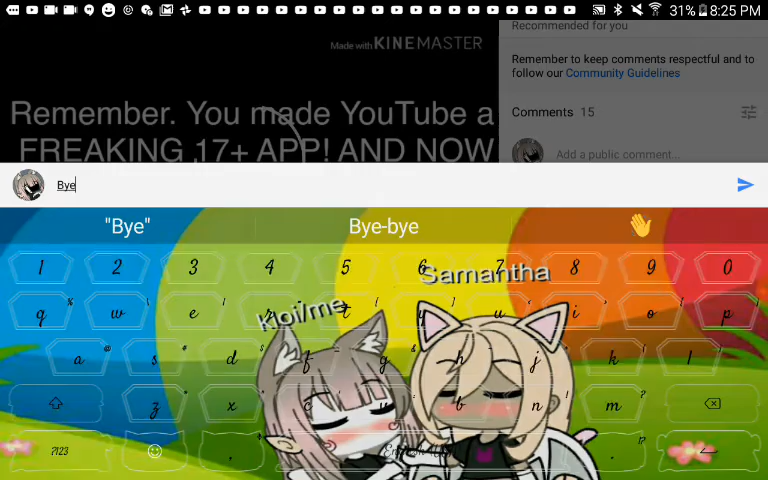 31% 8:25 PM
Recommended for you
Made with KINEMASTER
Remember to keep comments respectful and to
follow our Community Guidelines
Remember. You made YouTube a
FREAKING 17+ APP! AND NOW
Comments 15
Add a public comment...
Bye
"Bye" Bye-bye 👋
1 2 3 4 5 6 7 8 9 0
Samantha
Koi/me
q w e r t y u i o p
a s d f g h j k l
z x c v b n m
?123 , .